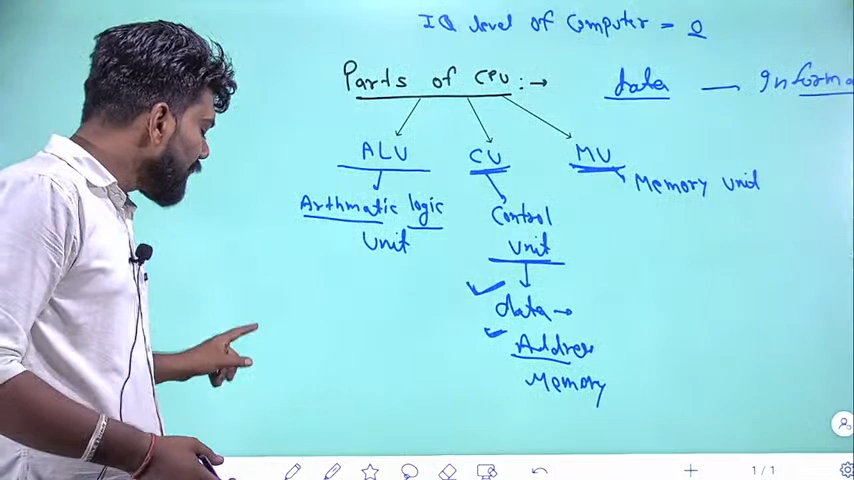 IQ level of Computer = 0
Parts of CPU :→ data — Informa
ALU CU MU
Memory Unit
Arthmatic logic Unit
Control Unit
data →
Address
Memory
1/1